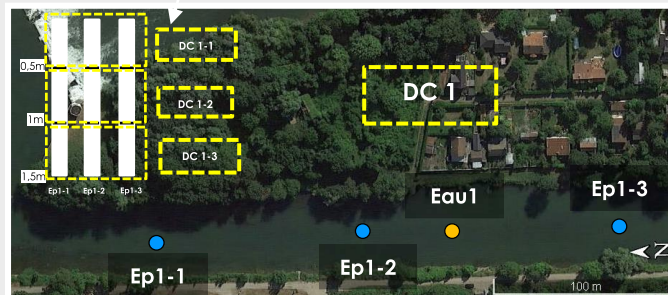 DC 1-1
0,5m
DC 1
DC 1-2
1m
DC 1-3
1,5m
Ep1-1 Ep1-2 Ep1-3
Eau1
Ep1-3
Ep1-2
Ep1-1
N
100 m